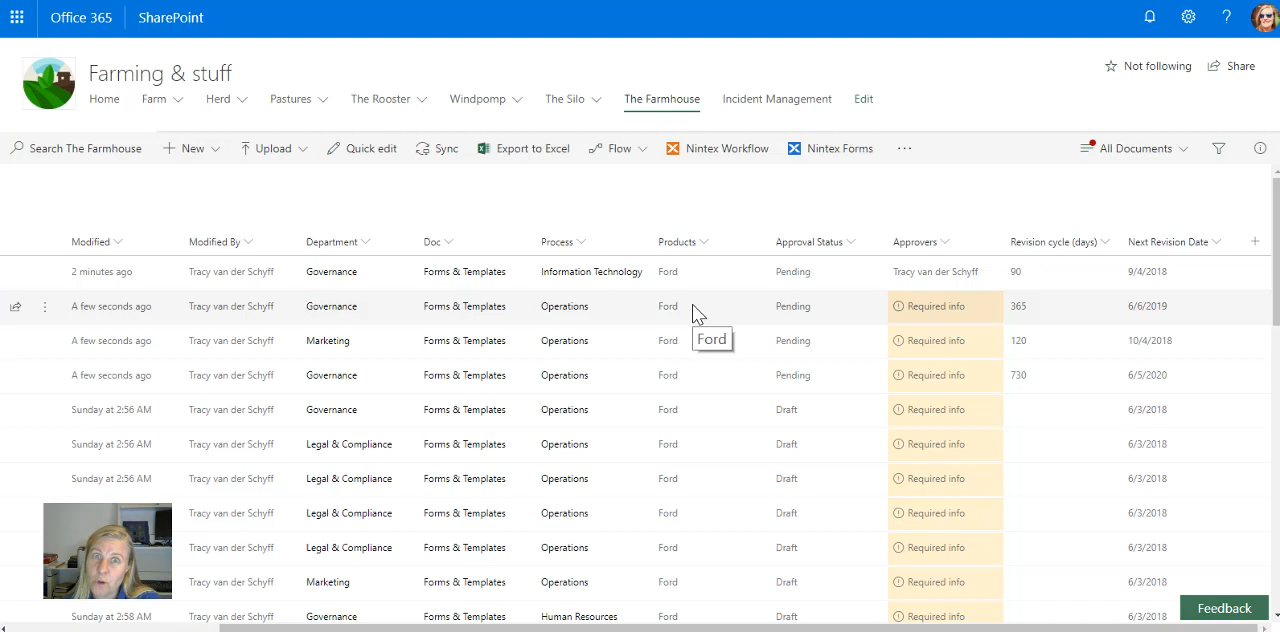 Office 365 SharePoint
Farming & stuff
Not following Share
Home Farm Herd Pastures The Rooster Windpomp The Silo The Farmhouse Incident Management Edit
Search The Farmhouse New Upload Quick edit Sync Export to Excel Flow Nintex Workflow Nintex Forms ... All Documents
Modified Modified By Department Doc Process Products Approval Status Approvers Revision cycle (days) Next Revision Date
2 minutes ago Tracy van der Schyff Governance Forms & Templates Information Technology Ford Pending Tracy van der Schyff 90 9/4/2018
A few seconds ago Tracy van der Schyff Governance Forms & Templates Operations Ford Pending Required info 365 6/6/2019
Ford
A few seconds ago Tracy van der Schyff Marketing Forms & Templates Operations Ford Pending Required info 120 10/4/2018
A few seconds ago Tracy van der Schyff Governance Forms & Templates Operations Ford Pending Required info 730 6/5/2020
Sunday at 2:56 AM Tracy van der Schyff Governance Forms & Templates Operations Ford Draft Required info 6/3/2018
Sunday at 2:56 AM Tracy van der Schyff Legal & Compliance Forms & Templates Operations Ford Draft Required info 6/3/2018
Sunday at 2:56 AM Tracy van der Schyff Legal & Compliance Forms & Templates Operations Ford Draft Required info 6/3/2018
Tracy van der Schyff Legal & Compliance Forms & Templates Operations Ford Draft Required info 6/3/2018
Tracy van der Schyff Legal & Compliance Forms & Templates Operations Ford Draft Required info 6/3/2018
Tracy van der Schyff Marketing Forms & Templates Operations Ford Draft Required info 6/3/2018
Sunday at 2:58 AM Tracy van der Schyff Governance Forms & Templates Human Resources Ford Draft Required info 6/3/2018
Feedback